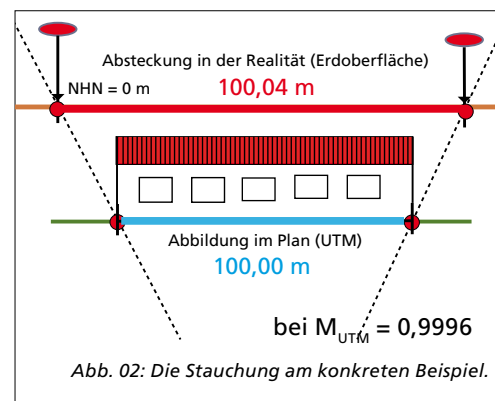 Absteckung in der Realität (Erdoberfläche)
NHN = 0 m
100,04 m
Abbildung im Plan (UTM)
100,00 m
bei M_UTM = 0,9996
Abb. 02: Die Stauchung am konkreten Beispiel.